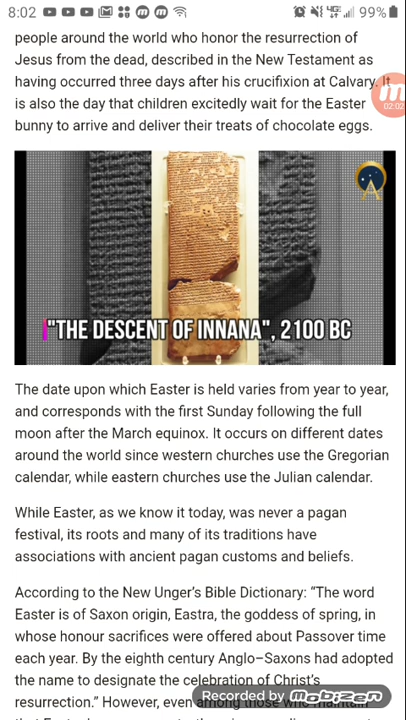 8:02
99%
people around the world who honor the resurrection of
Jesus from the dead, described in the New Testament as
having occurred three days after his crucifixion at Calvary. It
is also the day that children excitedly wait for the Easter
02:02
bunny to arrive and deliver their treats of chocolate eggs.
"THE DESCENT OF INNANA", 2100 BC
The date upon which Easter is held varies from year to year,
and corresponds with the first Sunday following the full
moon after the March equinox. It occurs on different dates
around the world since western churches use the Gregorian
calendar, while eastern churches use the Julian calendar.
While Easter, as we know it today, was never a pagan
festival, its roots and many of its traditions have
associations with ancient pagan customs and beliefs.
According to the New Unger's Bible Dictionary: “The word
Easter is of Saxon origin, Eastra, the goddess of spring, in
whose honour sacrifices were offered about Passover time
each year. By the eighth century Anglo–Saxons had adopted
the name to designate the celebration of Christ's
resurrection.” However, even among those who maintain
Recorded by Mobizen